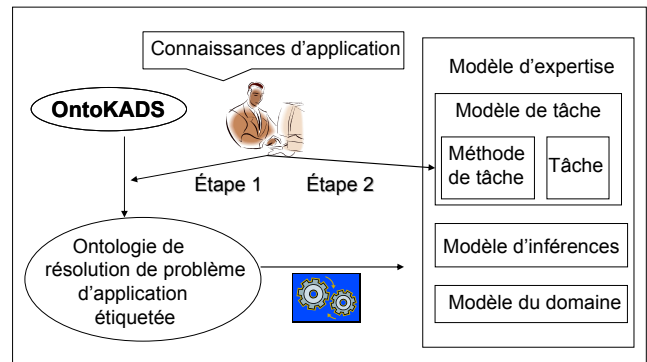 Connaissances d'application
OntoKADS
Étape 1
Étape 2
Ontologie de
résolution de problème
d'application
étiquetée
Modèle d'expertise
Modèle de tâche
Méthode
de tâche
Tâche
Modèle d'inférences
Modèle du domaine